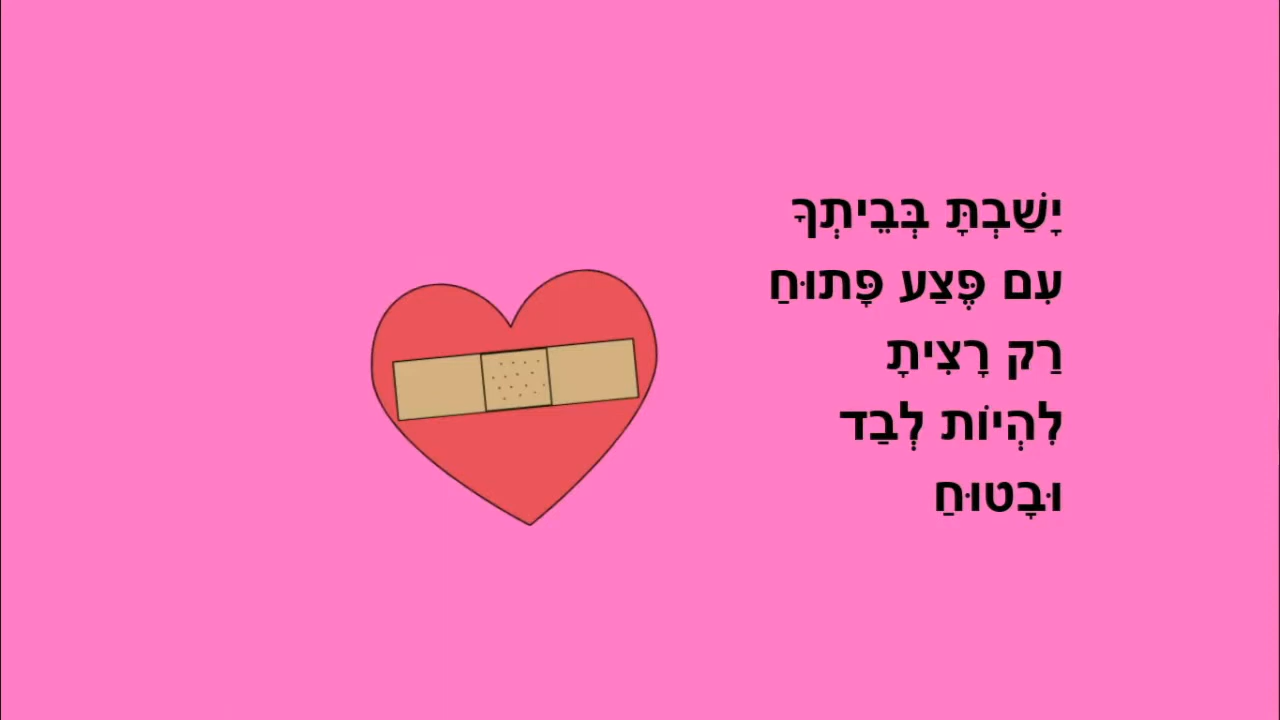 יָשַׁבְתָּ בְּבֵיתְךָ
עִם פֶּצַע פָּתוּחַ
רַק רָצִיתָ
לִהְיוֹת לְבַד
וּבָטוּחַ